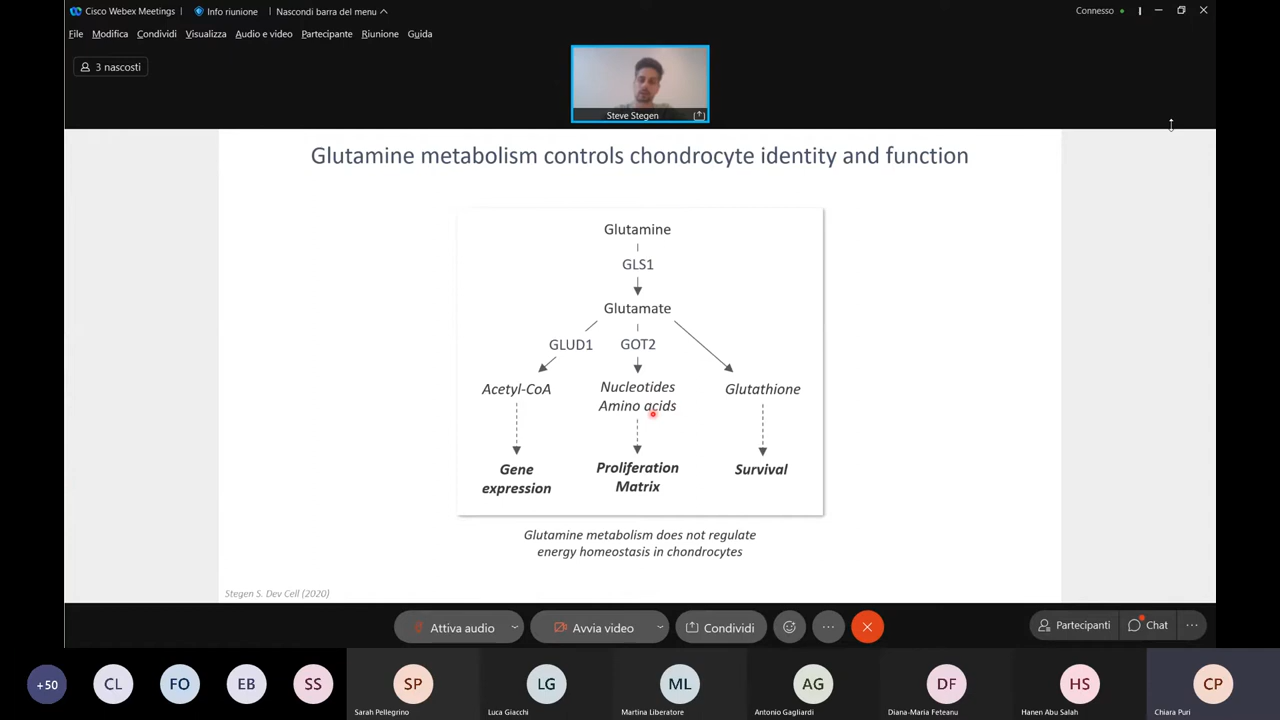 Cisco Webex Meetings
Info riunione
Nascondi barra del menu
Connesso
File Modifica Condividi Visualizza Audio e video Partecipante Riunione Guida
3 nascosti
Steve Stegen
Glutamine metabolism controls chondrocyte identity and function
Glutamine
GLS1
Glutamate
GLUD1 GOT2
Acetyl-CoA
Nucleotides
Amino acids
Glutathione
Gene
expression
Proliferation
Matrix
Survival
Glutamine metabolism does not regulate
energy homeostasis in chondrocytes
Stegen S. Dev Cell (2020)
Attiva audio
Avvia video
Condividi
Partecipanti
Chat
+50 CL FO EB SS SP LG ML AG DF HS CP
Sarah Pellegrino Luca Giacchi Martina Liberatore Antonio Gagliardi Diana-Maria Feteanu Hanen Abu Salah Chiara Puri